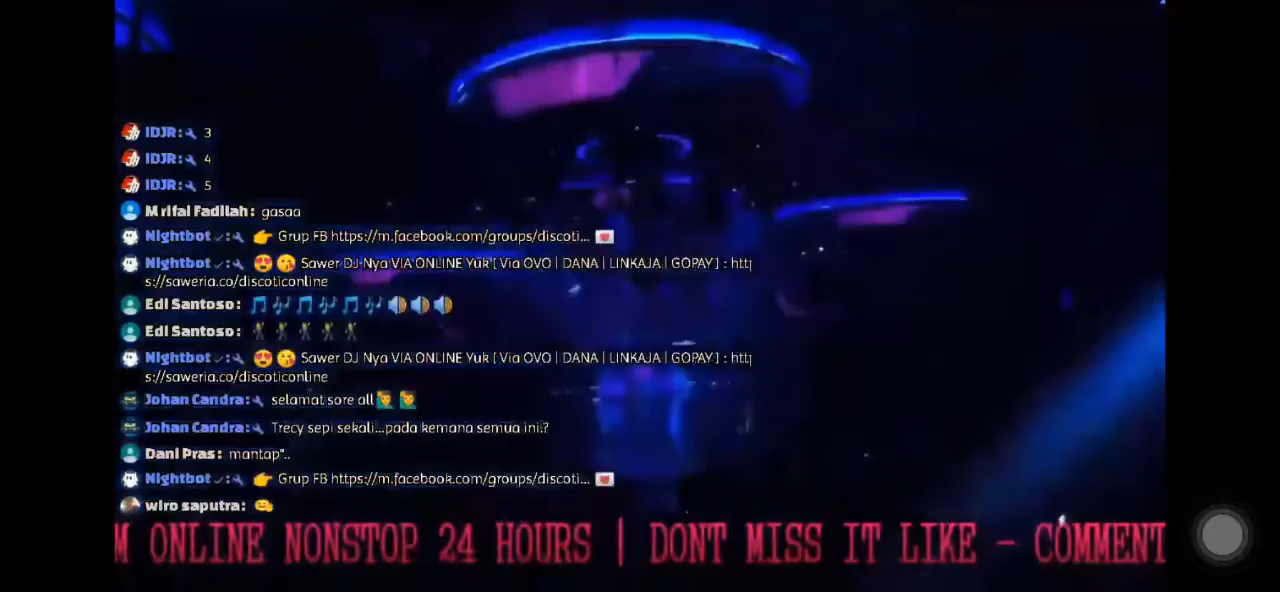 IDJR: 3
IDJR: 4
IDJR: 5
M rifai Fadilah: gasaa
Nightbot: 👉 Grup FB https://m.facebook.com/groups/discoti... 💌
Nightbot: 😍 😘 Sawer DJ Nya VIA ONLINE Yuk [ Via OVO | DANA | LINKAJA | GOPAY ] : http
s://saweria.co/discoticonline
Edi Santoso: 🎵 🎶 🎵 🎶 🎵 🎶 🔊 🔊 🔊
Edi Santoso: 🕺 🕺 🕺 🕺 🕺
Nightbot: 😍 😘 Sawer DJ Nya VIA ONLINE Yuk [ Via OVO | DANA | LINKAJA | GOPAY ] : http
s://saweria.co/discoticonline
Johan Candra: selamat sore all 🙋‍♂️ 🙋‍♂️
Johan Candra: Trecy sepi sekali...pada kemana semua ini.?
Dani Pras: mantap"..
Nightbot: 👉 Grup FB https://m.facebook.com/groups/discoti... 💌
wiro saputra: 
M ONLINE NONSTOP 24 HOURS | DONT MISS IT LIKE - COMMENT